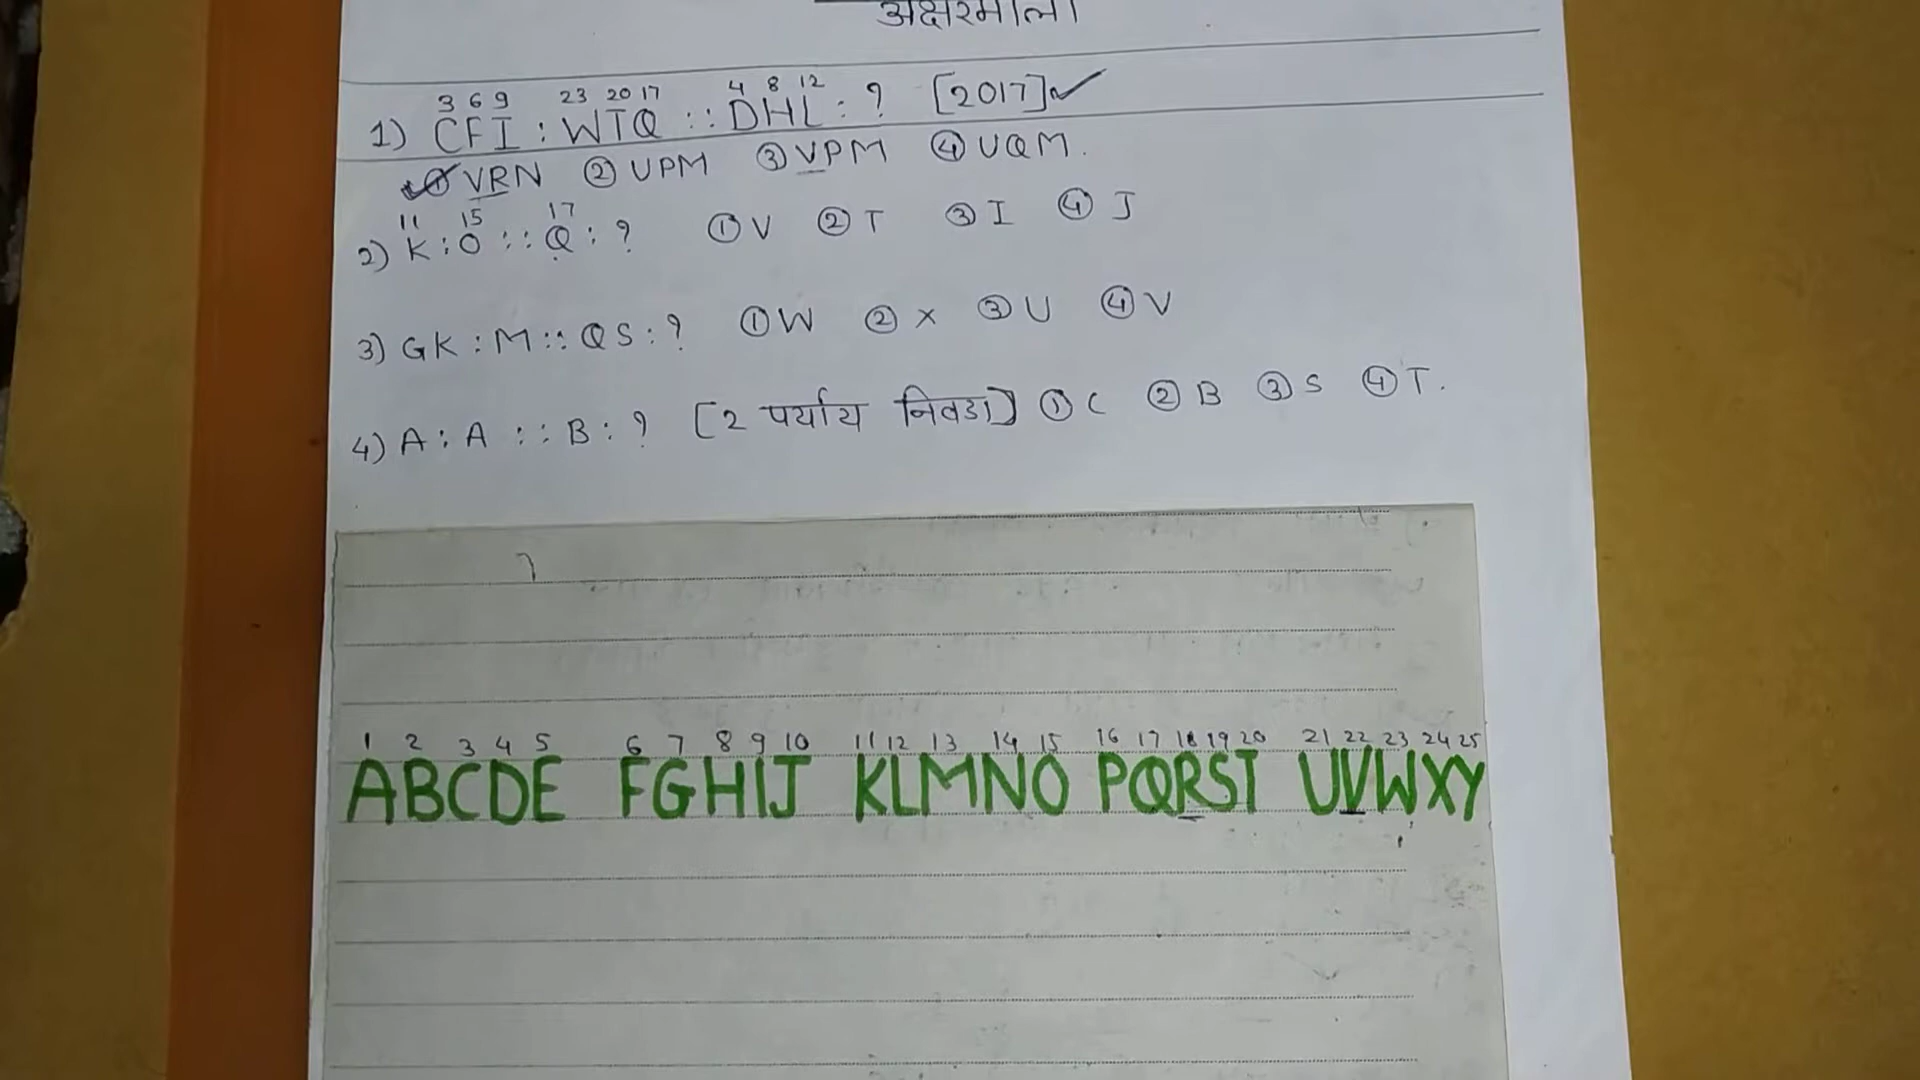 अक्षरमाला
3 6 9 23 20 17 4 8 12
1) CFI : WTQ :: DHL : ? [2017] ✓
① VRN ② UPM ③ VPM ④ UQM.
11 15 17
2) K : O :: Q : ? ① V ② T ③ I ④ J
3) GK : M :: QS : ? ① W ② X ③ U ④ V
4) A : A :: B : ? [2 पर्याय निवडा] ① C ② B ③ S ④ T.
1 2 3 4 5 6 7 8 9 10 11 12 13 14 15 16 17 18 19 20 21 22 23 24 25
ABCDE FGHIJ KLMNO PQRST UVWXY